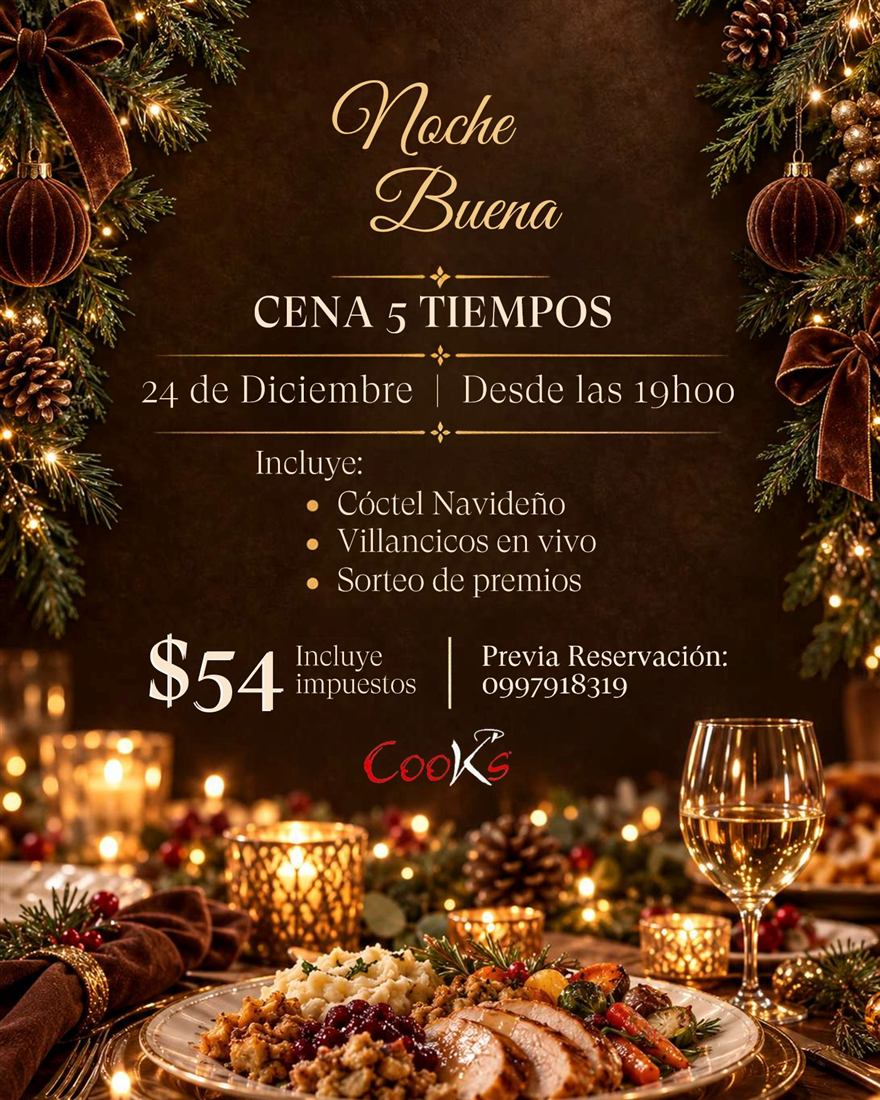 Noche
Buena
CENA 5 TIEMPOS
24 de Diciembre | Desde las 19h00
Incluye:
• Cóctel Navideño
• Villancicos en vivo
• Sorteo de premios
$54 Incluye
impuestos
Previa Reservación:
0997918319
Cook's